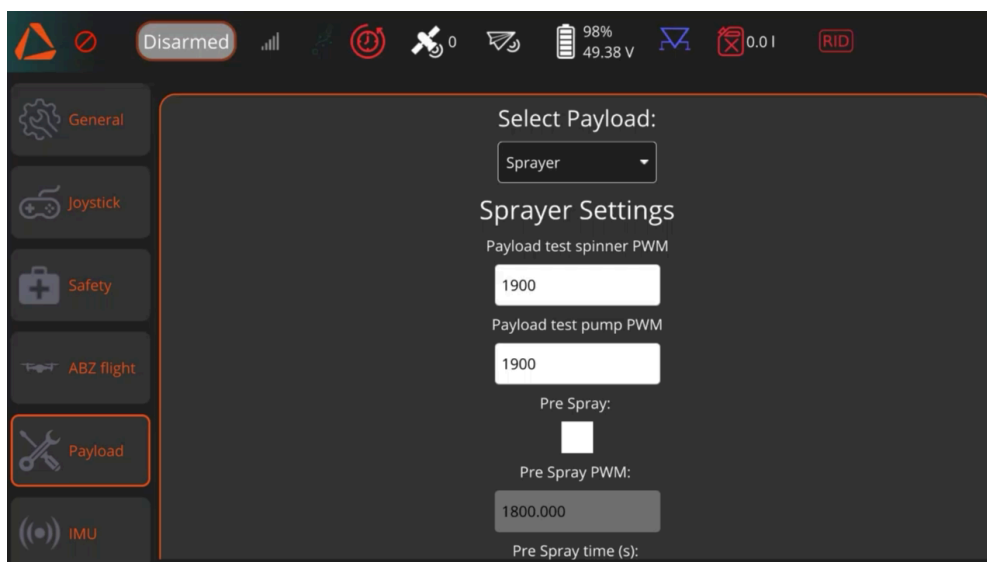 Disarmed
0
98%
49.38 V
0.0 l
RID
General
Joystick
Safety
ABZ flight
Payload
IMU
Select Payload:
Sprayer
Sprayer Settings
Payload test spinner PWM
1900
Payload test pump PWM
1900
Pre Spray:
Pre Spray PWM:
1800.000
Pre Spray time (s):